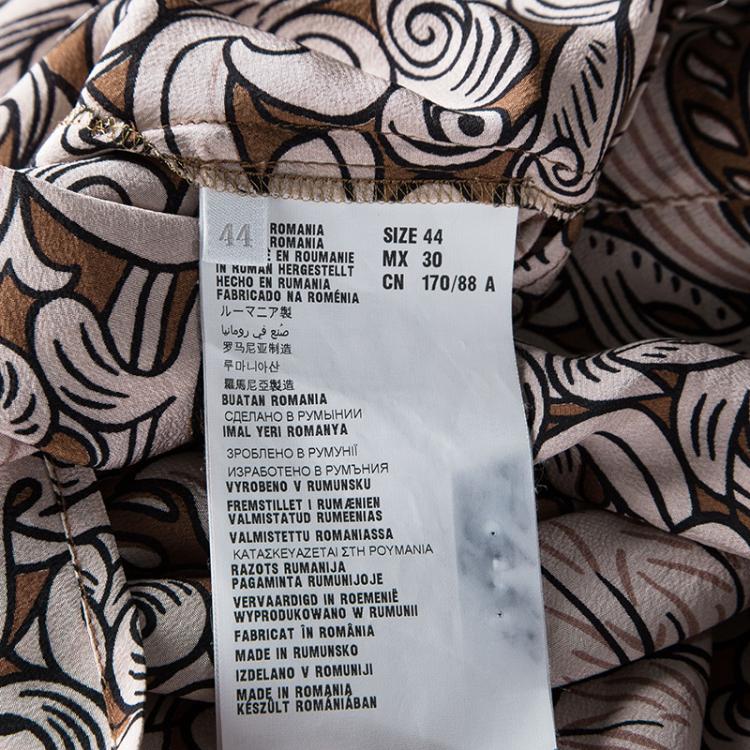 44
ROMANIA
ROMANIA
E EN ROUMANIE
IN RUMAN HERGESTELLT
HECHO EN RUMANIA
FABRICADO NA ROMÉNIA
ルーマニア製
صُنع في رومانيا
罗马尼亚制造
루마니아산
羅馬尼亞製造
BUATAN ROMANIA
СДЕЛАНО В РУМЫНИИ
IMAL YERI ROMANYA
ЗРОБЛЕНО В РУМУНІЇ
ИЗРАБОТЕНО В РУМЪНИЯ
VYROBENO V RUMUNSKU
FREMSTILLET I RUMÆNIEN
VALMISTATUD RUMEENIAS
VALMISTETTU ROMANIASSA
ΚΑΤΑΣΚΕΥΑΖΕΤΑΙ ΣΤΗ ΡΟΥΜΑΝΙΑ
RAZOTS RUMANIJA
PAGAMINTA RUMUNIJOJE
VERVAARDIGD IN ROEMENIË
WYPRODUKOWANO W RUMUNII
FABRICAT ÎN ROMÂNIA
MADE IN RUMUNSKO
IZDELANO V ROMUNIJI
MADE IN ROMANIA
KÉSZÜLT ROMÁNIÁBAN
SIZE 44
MX 30
CN 170/88 A